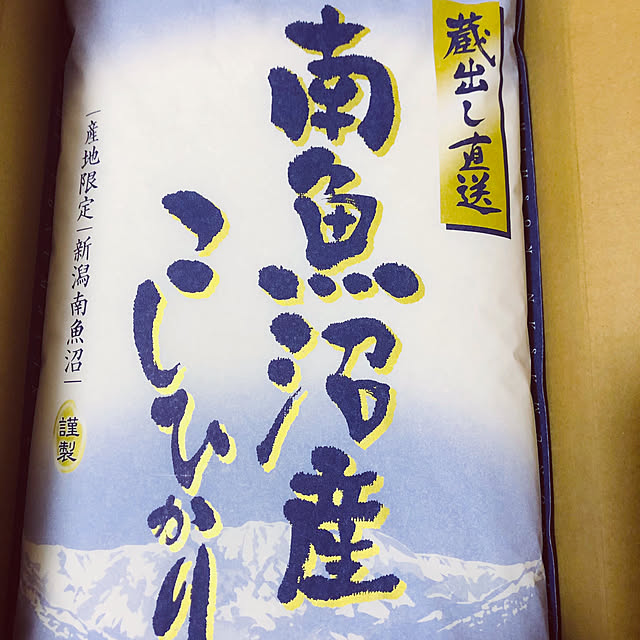 蔵出し直送
南魚沼産
こしひかり
｜産地限定｜新潟南魚沼｜
謹製